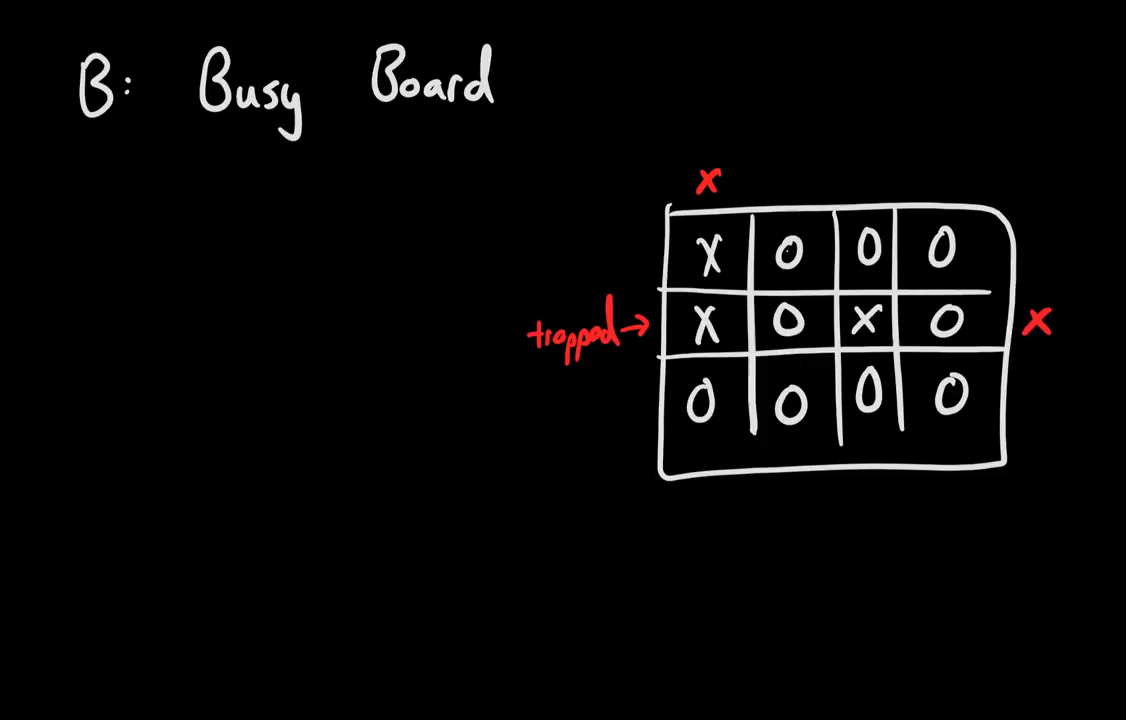 B: Busy Board
x
X O O O
trapped → X O X O x
O O O O